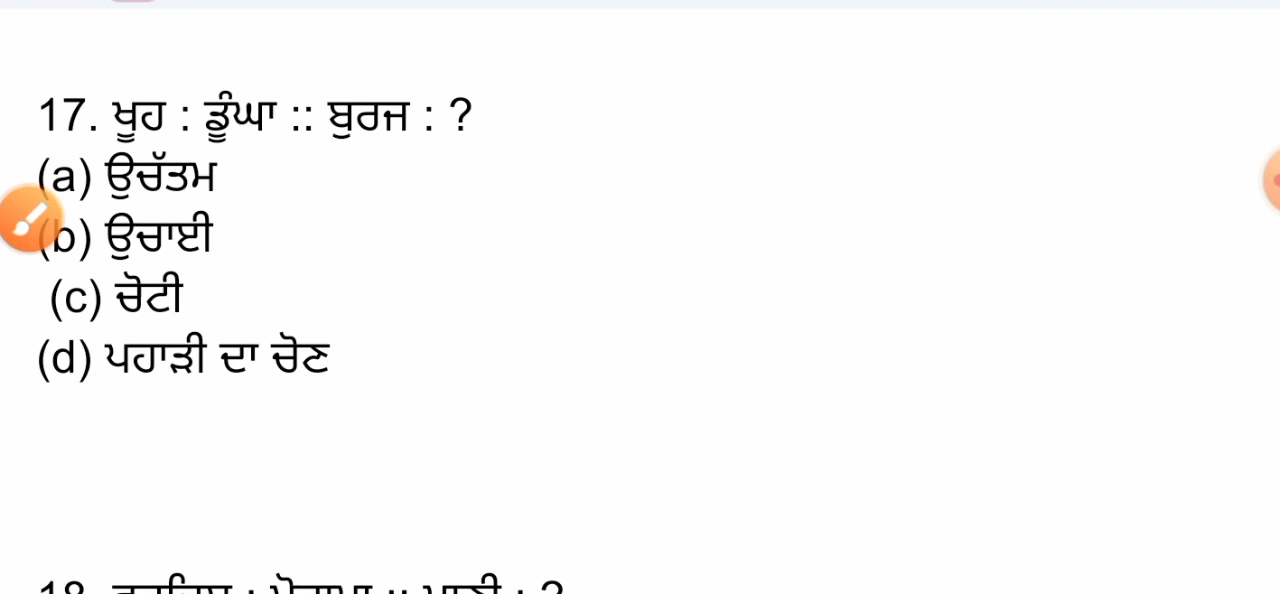 17. ਖੂਹ : ਡੂੰਘਾ :: ਬੁਰਜ : ?
(a) ਉਚੱਤਮ
(b) ਉਚਾਈ
(c) ਚੋਟੀ
(d) ਪਹਾੜੀ ਦਾ ਚੋਣ